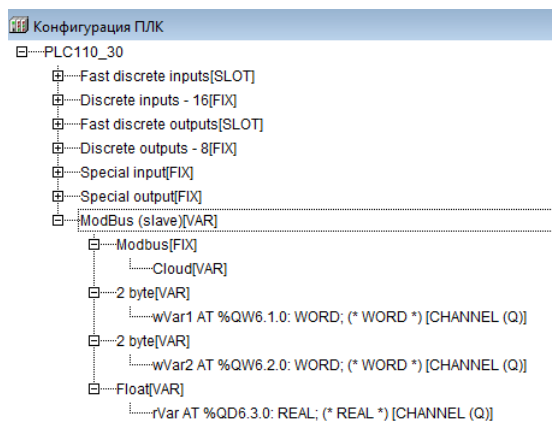 Конфигурация ПЛК
PLC110_30
Fast discrete inputs[SLOT]
Discrete inputs - 16[FIX]
Fast discrete outputs[SLOT]
Discrete outputs - 8[FIX]
Special input[FIX]
Special output[FIX]
ModBus (slave)[VAR]
Modbus[FIX]
Cloud[VAR]
2 byte[VAR]
wVar1 AT %QW6.1.0: WORD; (* WORD *) [CHANNEL (Q)]
2 byte[VAR]
wVar2 AT %QW6.2.0: WORD; (* WORD *) [CHANNEL (Q)]
Float[VAR]
rVar AT %QD6.3.0: REAL; (* REAL *) [CHANNEL (Q)]